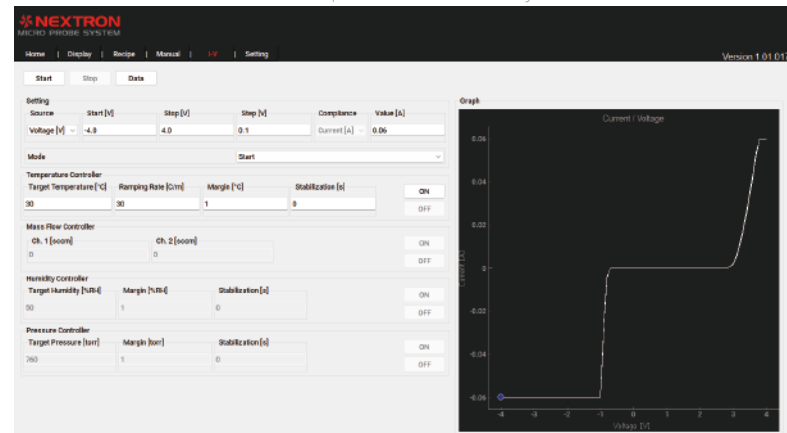 NEXTRON
MICRO PROBE SYSTEM
Home | Display | Recipe | Manual | I-V | Setting
Version 1.01.017
Start Stop Data
Setting
Source Start [V] Stop [V] Step [V] Compliance Value [A]
Voltage [V] -4.0 4.0 0.1 Current [A] 0.06
Mode Start
Temperature Controller
Target Temperature [°C] Ramping Rate [C/m] Margin [°C] Stabilization [s]
30 30 1 0
ON
OFF
Mass Flow Controller
Ch. 1 [sccm] Ch. 2 [sccm]
0 0
ON
OFF
Humidity Controller
Target Humidity [%RH] Margin [%RH] Stabilization [s]
50 1 0
ON
OFF
Pressure Controller
Target Pressure [torr] Margin [torr] Stabilization [s]
760 1 0
ON
OFF
Graph
Current / Voltage
Current [A]
0.06
0.04
0.02
0
-0.02
-0.04
-0.06
-4 -3 -2 -1 0 1 2 3 4
Voltage [V]